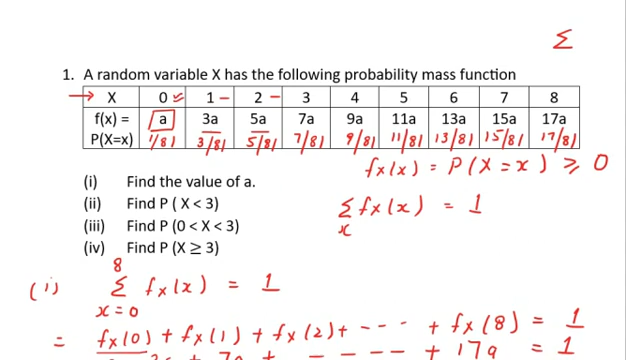 Σ
1. A random variable X has the following probability mass function
→ X 0 1 – 2 – 3 4 5 6 7 8
f(x) = a 3a 5a 7a 9a 11a 13a 15a 17a
P(X=x) 1/81 3/81 5/81 7/81 9/81 11/81 13/81 15/81 17/81
fx(x) = P(X = x) ≥ 0
(i) Find the value of a.
(ii) Find P ( X < 3)
Σ fx(x) = 1
x
(iii) Find P (0 < X < 3)
(iv) Find P (X ≥ 3)
8
(i) Σ fx(x) = 1
x=0
= fx(0) + fx(1) + fx(2) + - - - - + fx(8) = 1
+ - - - - - + 17a = 1